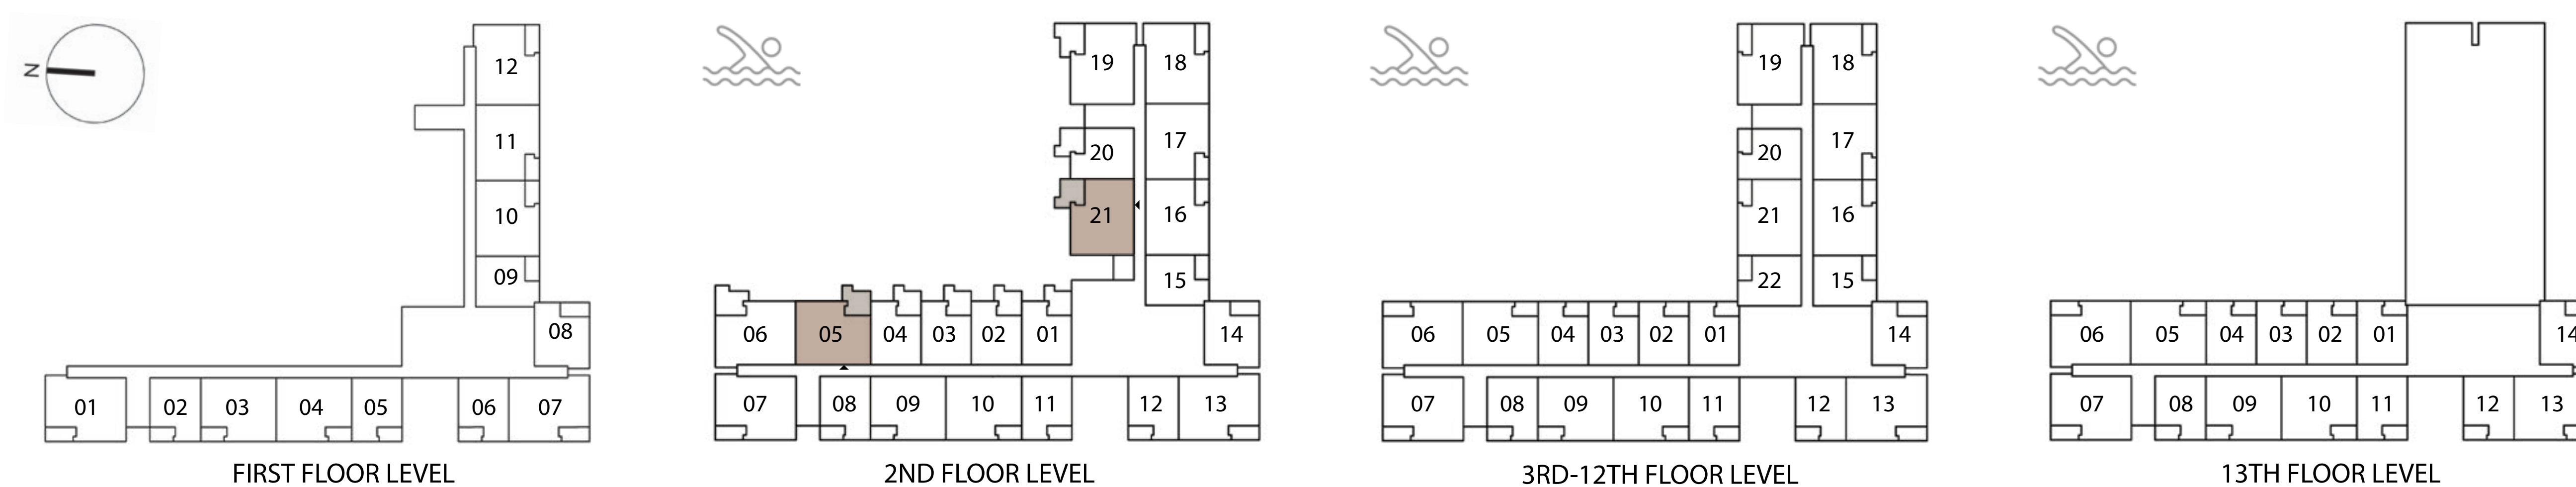 N
12
11
10
09
08
01 02 03 04 05 06 07
FIRST FLOOR LEVEL
19 18
17
20
21 16
15
06 05 04 03 02 01 14
07 08 09 10 11 12 13
2ND FLOOR LEVEL
19 18
17
20
21 16
22 15
06 05 04 03 02 01 14
07 08 09 10 11 12 13
3RD-12TH FLOOR LEVEL
06 05 04 03 02 01 14
07 08 09 10 11 12 13
13TH FLOOR LEVEL